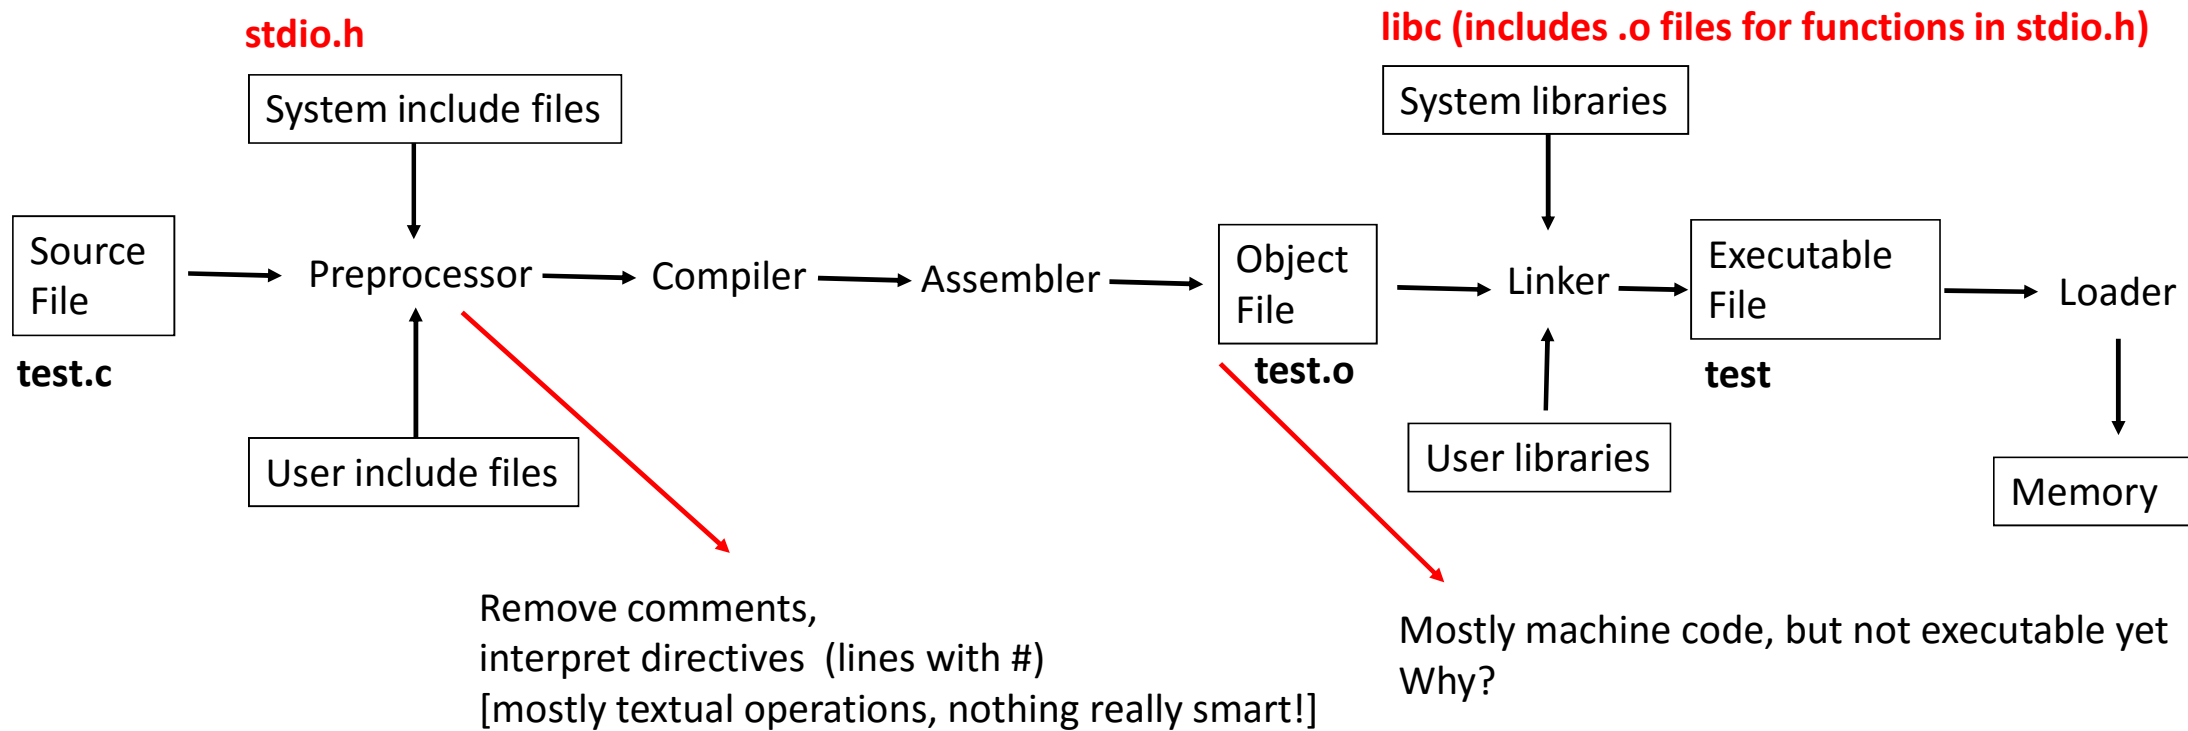 stdio.h
libc (includes .o files for functions in stdio.h)
System include files
System libraries
Source
File
Preprocessor
Compiler
Assembler
Object
File
Linker
Executable
File
Loader
test.c
test.o
test
User include files
User libraries
Memory
Remove comments,
interpret directives (lines with #)
[mostly textual operations, nothing really smart!]
Mostly machine code, but not executable yet
Why?